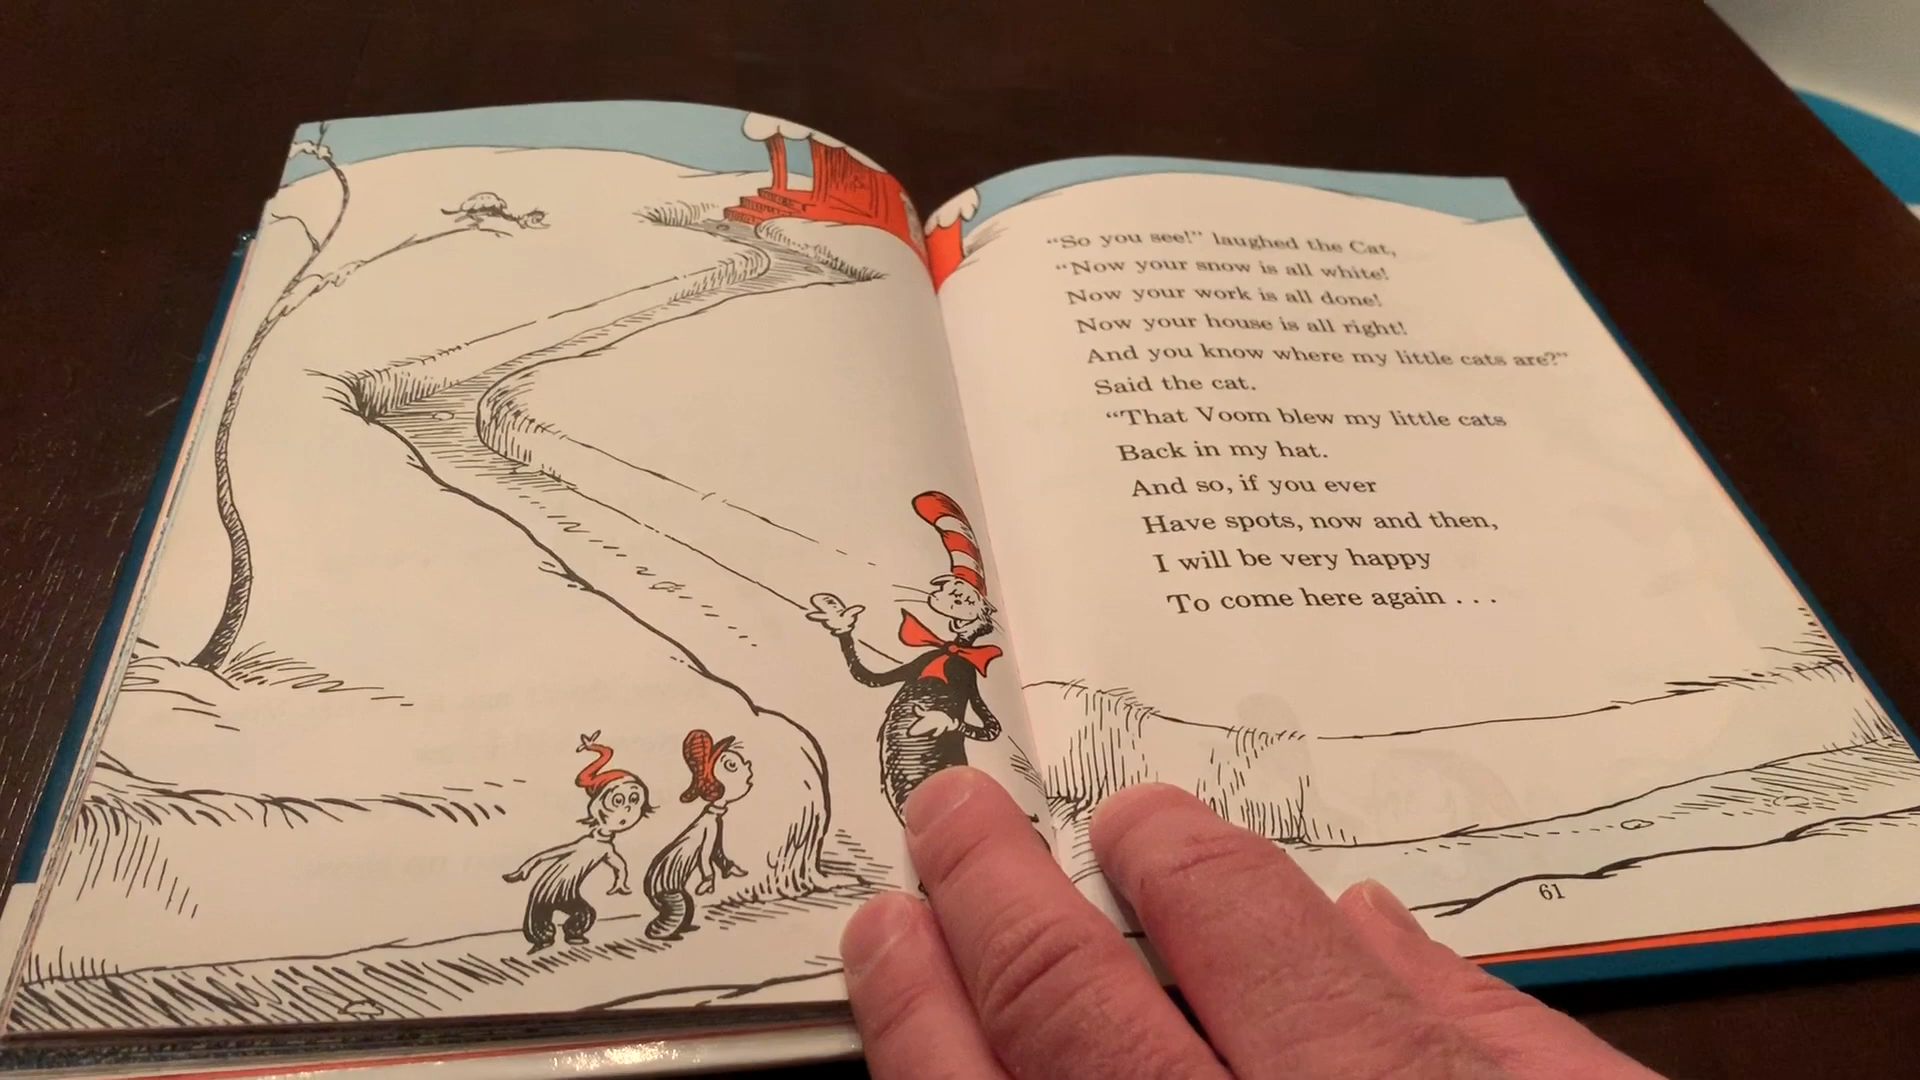 “So you see!” laughed the Cat,
“Now your snow is all white!
Now your work is all done!
Now your house is all right!
And you know where my little cats are?”
Said the cat.
“That Voom blew my little cats
Back in my hat.
And so, if you ever
Have spots, now and then,
I will be very happy
To come here again . . .
61